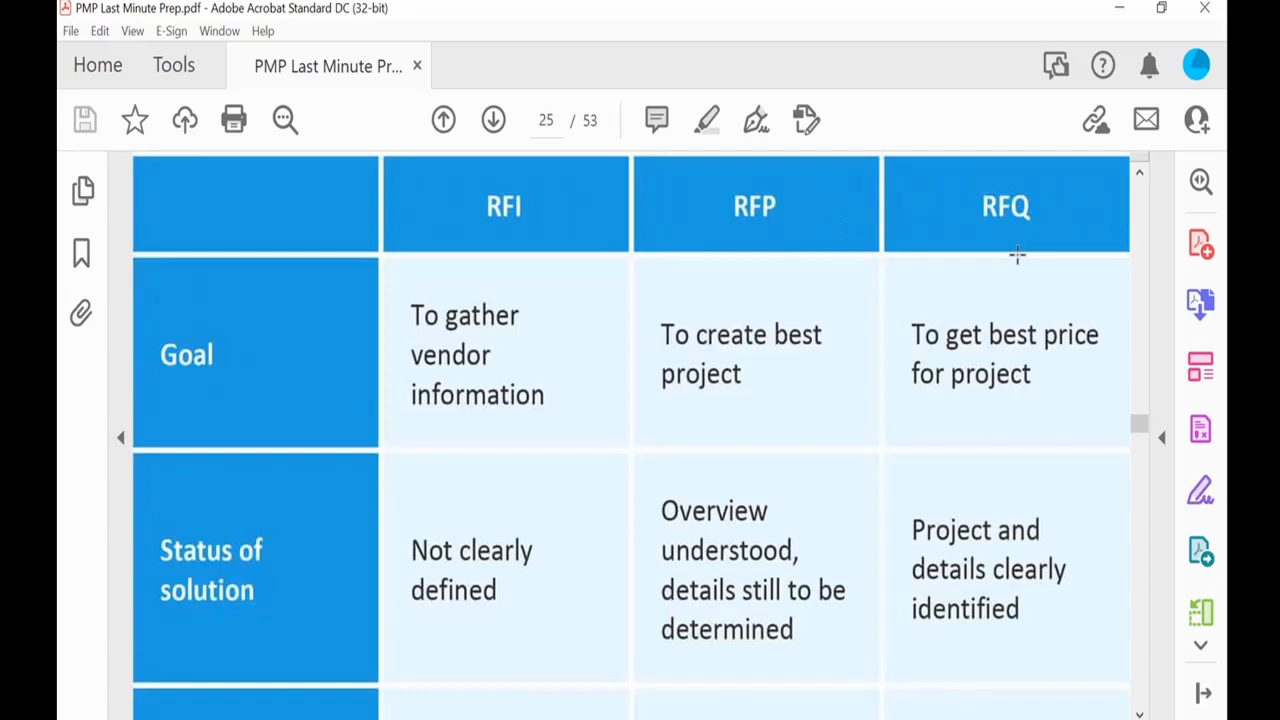 PMP Last Minute Prep.pdf - Adobe Acrobat Standard DC (32-bit)
File Edit View E-Sign Window Help
Home Tools PMP Last Minute Pr... ×
25 / 53
RFI RFP RFQ
Goal
To gather
vendor
information
To create best
project
To get best price
for project
Status of
solution
Not clearly
defined
Overview
understood,
details still to be
determined
Project and
details clearly
identified